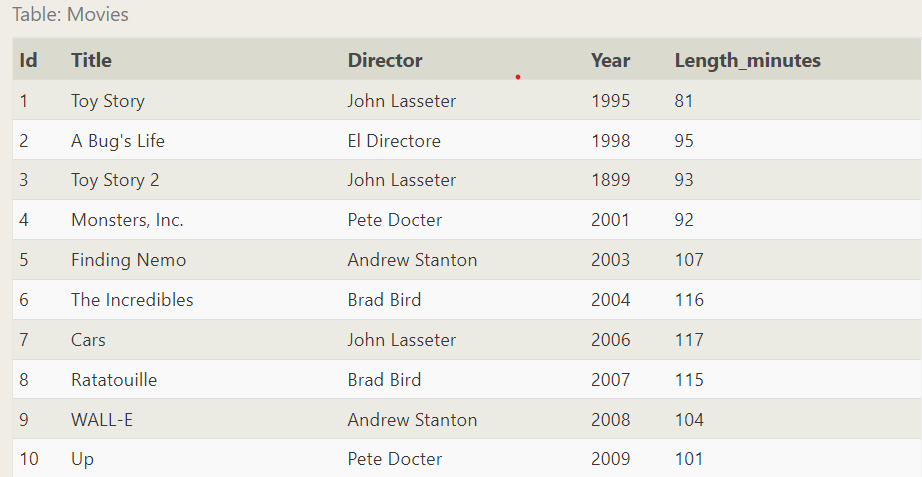 Table: Movies
Id Title Director Year Length_minutes
1 Toy Story John Lasseter 1995 81
2 A Bug's Life El Directore 1998 95
3 Toy Story 2 John Lasseter 1899 93
4 Monsters, Inc. Pete Docter 2001 92
5 Finding Nemo Andrew Stanton 2003 107
6 The Incredibles Brad Bird 2004 116
7 Cars John Lasseter 2006 117
8 Ratatouille Brad Bird 2007 115
9 WALL-E Andrew Stanton 2008 104
10 Up Pete Docter 2009 101